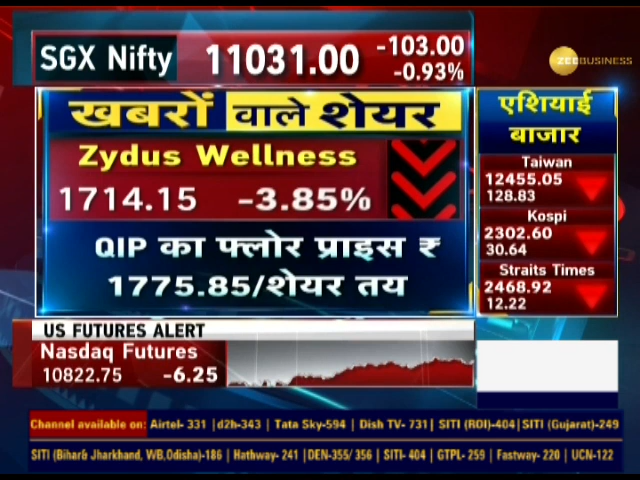 SGX Nifty 11031.00 -103.00
-0.93%
ZEE BUSINESS
खबरों वाले शेयर
Zydus Wellness
1714.15 -3.85%
QIP का फ्लोर प्राइस ₹
1775.85/शेयर तय
एशियाई
बाजार
Taiwan
12455.05
128.83
Kospi
2302.60
30.64
Straits Times
2468.92
12.22
US FUTURES ALERT
Nasdaq Futures
10822.75 -6.25
Channel available on: Airtel- 331 | d2h-343 | Tata Sky-594 | Dish TV- 731| SITI (ROI)-404| SITI (Gujarat)-249
SITI (Bihar& Jharkhand, WB,Odisha)-186 | Hathway- 241 |DEN-355/ 356 | SITI- 404 | GTPL- 259 | Fastway- 220 | UCN-122